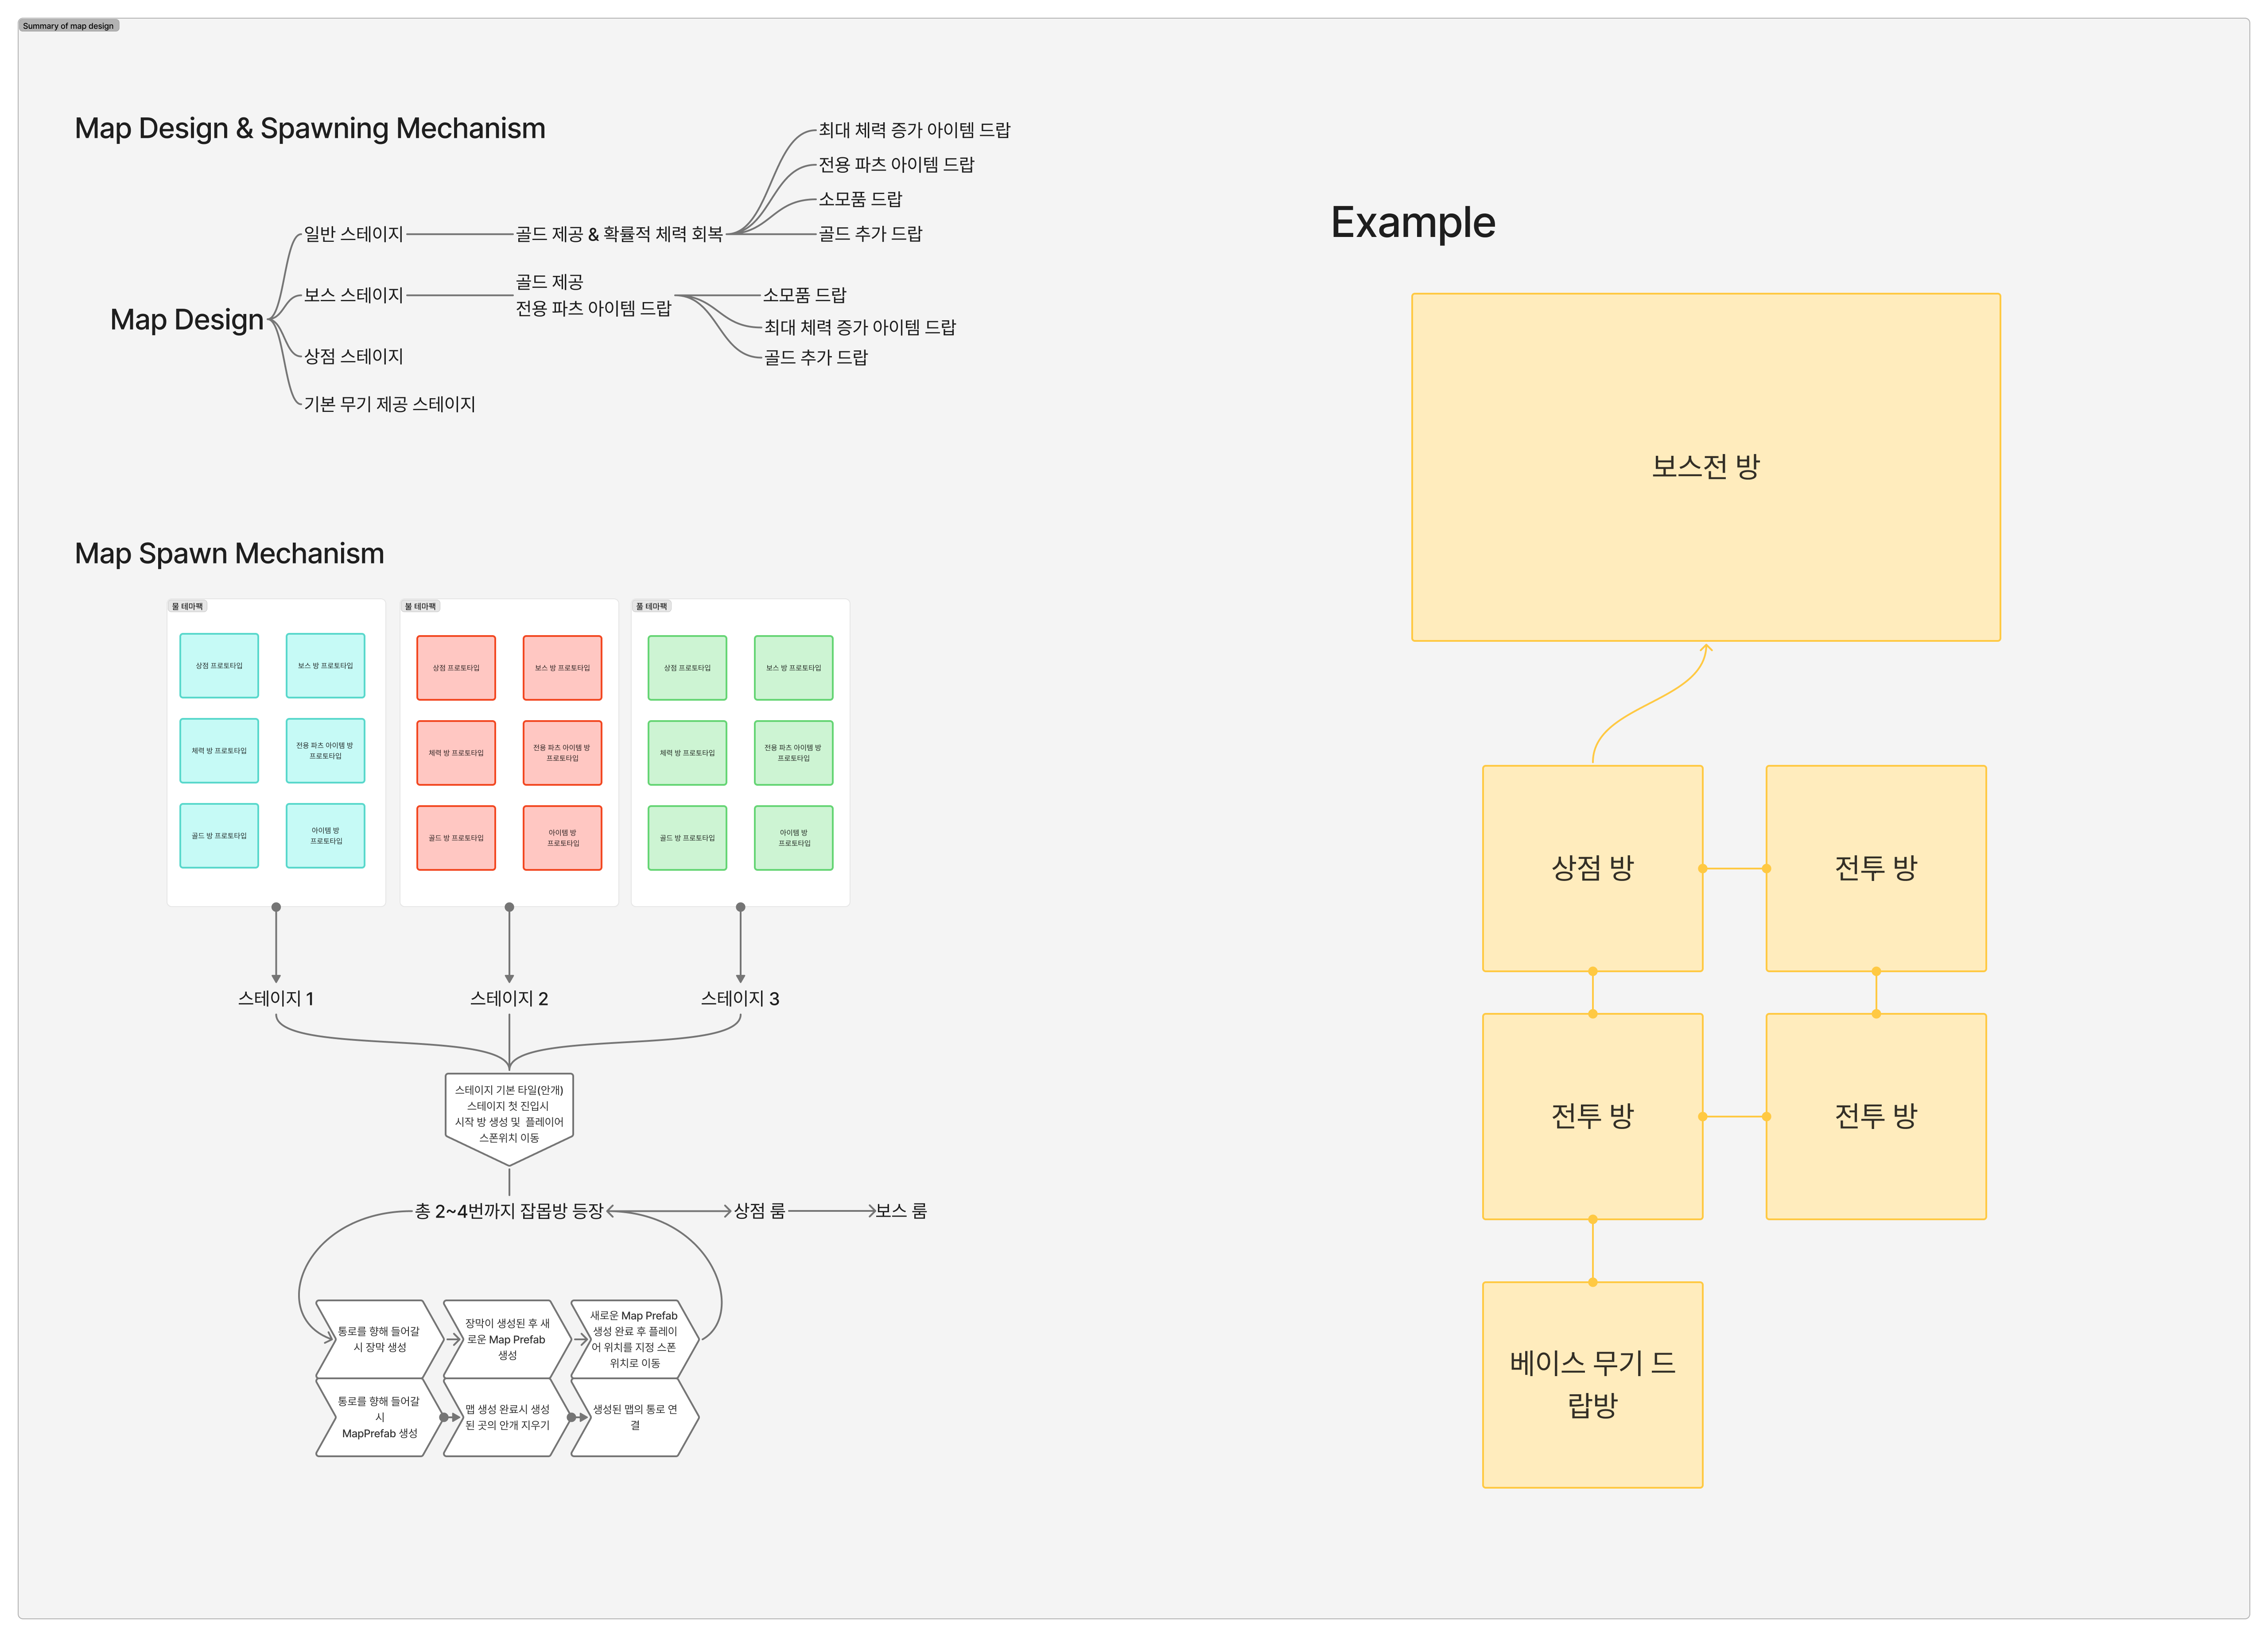 Summary of map design
Map Design & Spawning Mechanism
Map Design
일반 스테이지
골드 제공 & 확률적 체력 회복
최대 체력 증가 아이템 드랍
전용 파츠 아이템 드랍
소모품 드랍
골드 추가 드랍
보스 스테이지
골드 제공
전용 파츠 아이템 드랍
소모품 드랍
최대 체력 증가 아이템 드랍
골드 추가 드랍
상점 스테이지
기본 무기 제공 스테이지
Map Spawn Mechanism
물 테마팩
상점 프로토타입
보스 방 프로토타입
체력 방 프로토타입
전용 파츠 아이템 방
프로토타입
골드 방 프로토타입
아이템 방
프로토타입
불 테마팩
상점 프로토타입
보스 방 프로토타입
체력 방 프로토타입
전용 파츠 아이템 방
프로토타입
골드 방 프로토타입
아이템 방
프로토타입
풀 테마팩
상점 프로토타입
보스 방 프로토타입
체력 방 프로토타입
전용 파츠 아이템 방
프로토타입
골드 방 프로토타입
아이템 방
프로토타입
스테이지 1
스테이지 2
스테이지 3
스테이지 기본 타일(안개)
스테이지 첫 진입시
시작 방 생성 및 플레이어
스폰위치 이동
총 2~4번까지 잡몹방 등장
상점 룸
보스 룸
통로를 향해 들어갈
시 장막 생성
장막이 생성된 후 새
로운 Map Prefab
생성
새로운 Map Prefab
생성 완료 후 플레이
어 위치를 지정 스폰
위치로 이동
통로를 향해 들어갈
시
MapPrefab 생성
맵 생성 완료시 생성
된 곳의 안개 지우기
생성된 맵의 통로 연
결
Example
보스전 방
상점 방
전투 방
전투 방
전투 방
베이스 무기 드
랍방